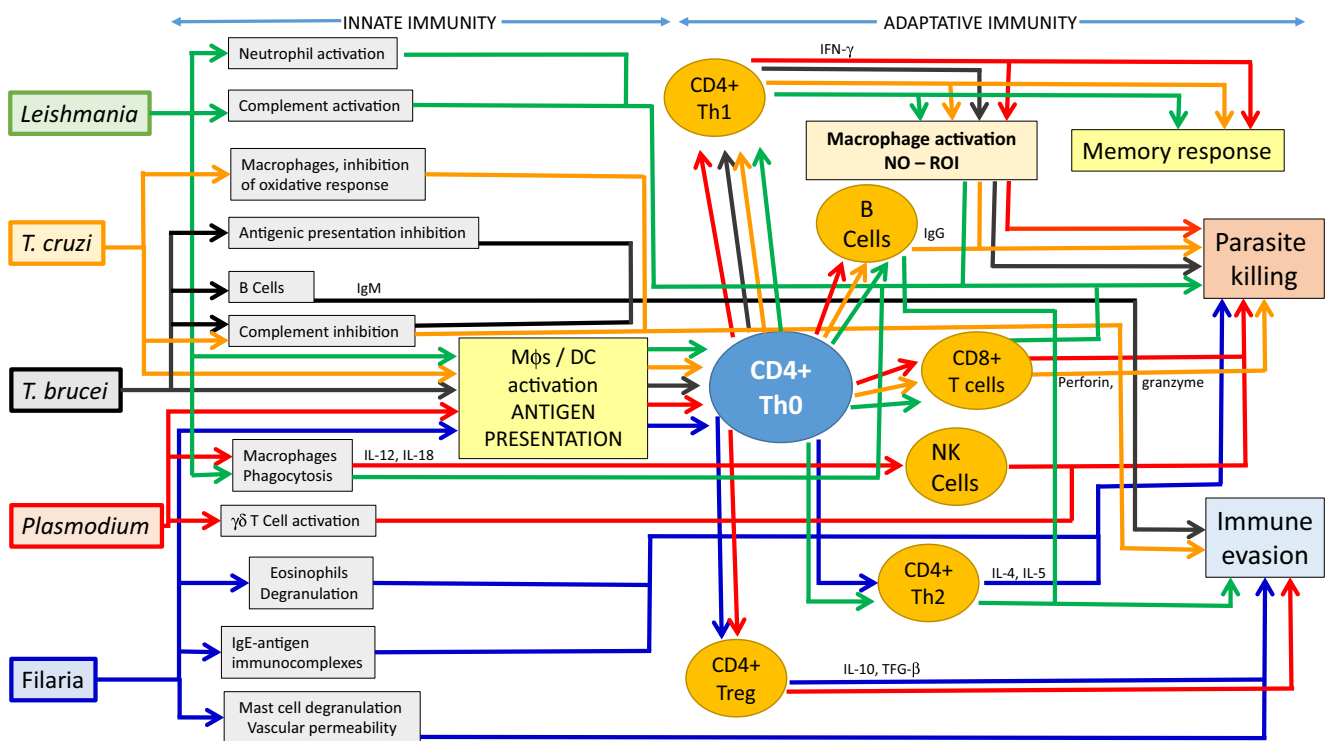 INNATE IMMUNITY
ADAPTATIVE IMMUNITY
Leishmania
T. cruzi
T. brucei
Plasmodium
Filaria
Neutrophil activation
Complement activation
Macrophages, inhibition
of oxidative response
Antigenic presentation inhibition
B Cells
IgM
Complement inhibition
Mϕs / DC
activation
ANTIGEN
PRESENTATION
Macrophages
Phagocytosis
IL-12, IL-18
γδ T Cell activation
Eosinophils
Degranulation
IgE-antigen
immunocomplexes
Mast cell degranulation
Vascular permeability
CD4+
Th1
IFN-γ
Macrophage activation
NO – ROI
Memory response
B
Cells
IgG
CD4+
Th0
CD8+
T cells
Perforin, granzyme
NK
Cells
CD4+
Th2
IL-4, IL-5
CD4+
Treg
IL-10, TFG-β
Parasite
killing
Immune
evasion